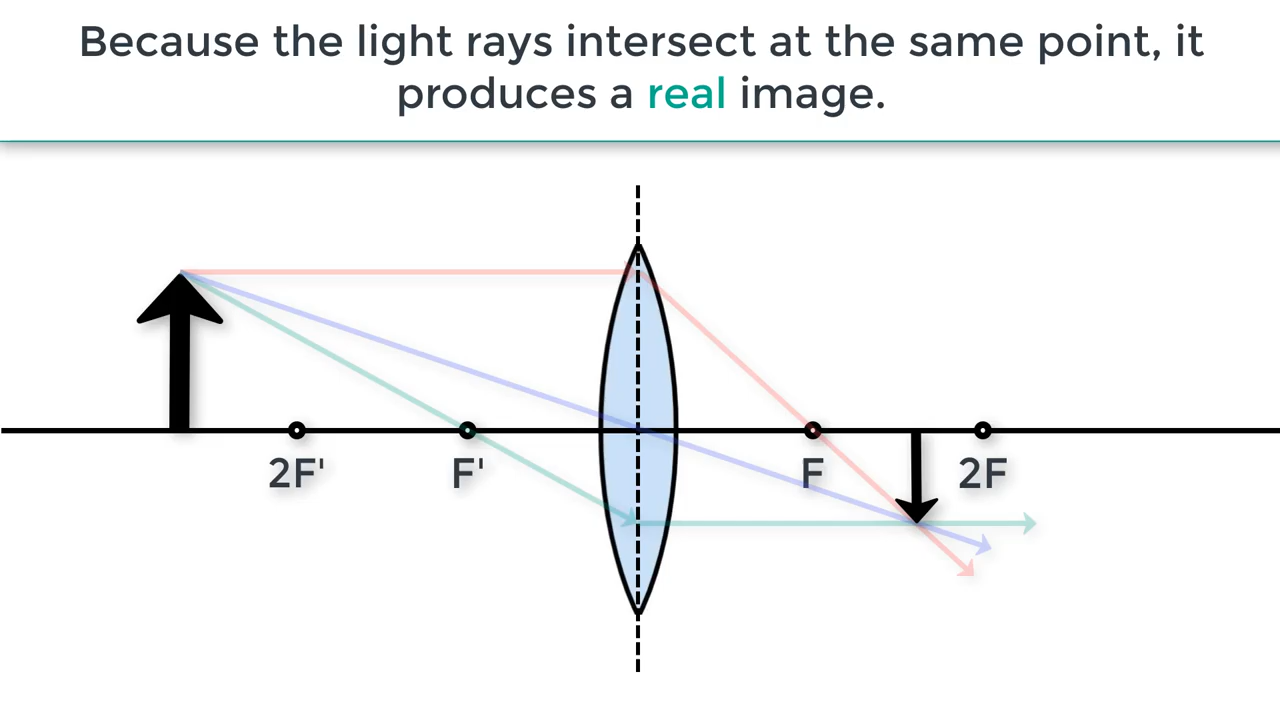 Because the light rays intersect at the same point, it
produces a real image.
2F'
F'
F
2F